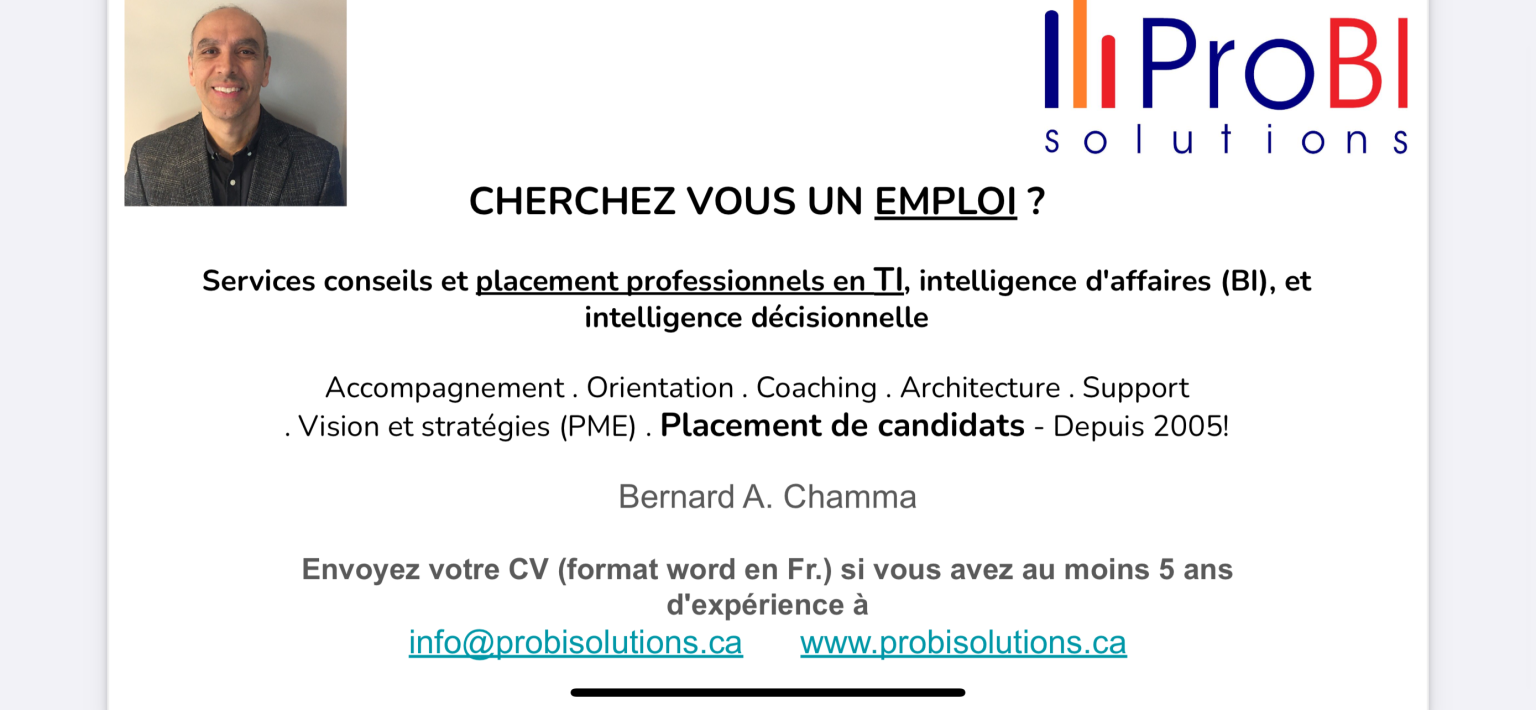 ProBI
solutions
CHERCHEZ VOUS UN EMPLOI ?
Services conseils et placement professionnels en TI, intelligence d'affaires (BI), et
intelligence décisionnelle
Accompagnement . Orientation . Coaching . Architecture . Support
. Vision et stratégies (PME) . Placement de candidats - Depuis 2005!
Bernard A. Chamma
Envoyez votre CV (format word en Fr.) si vous avez au moins 5 ans
d'expérience à
info@probisolutions.ca www.probisolutions.ca